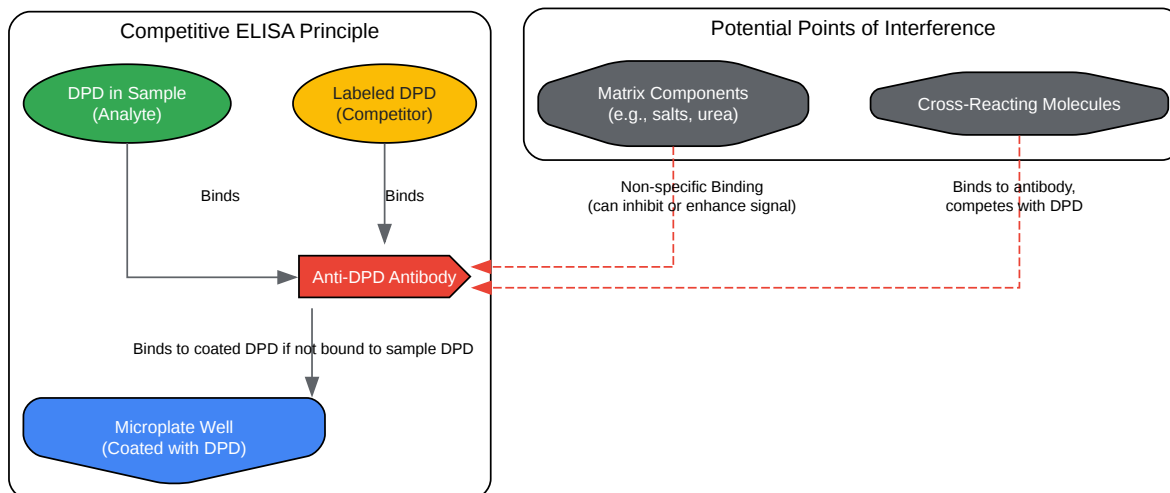 Competitive ELISA Principle
DPD in Sample
(Analyte)
Labeled DPD
(Competitor)
Binds
Binds
Anti-DPD Antibody
Binds to coated DPD if not bound to sample DPD
Microplate Well
(Coated with DPD)
Potential Points of Interference
Matrix Components
(e.g., salts, urea)
Cross-Reacting Molecules
Non-specific Binding
(can inhibit or enhance signal)
Binds to antibody,
competes with DPD